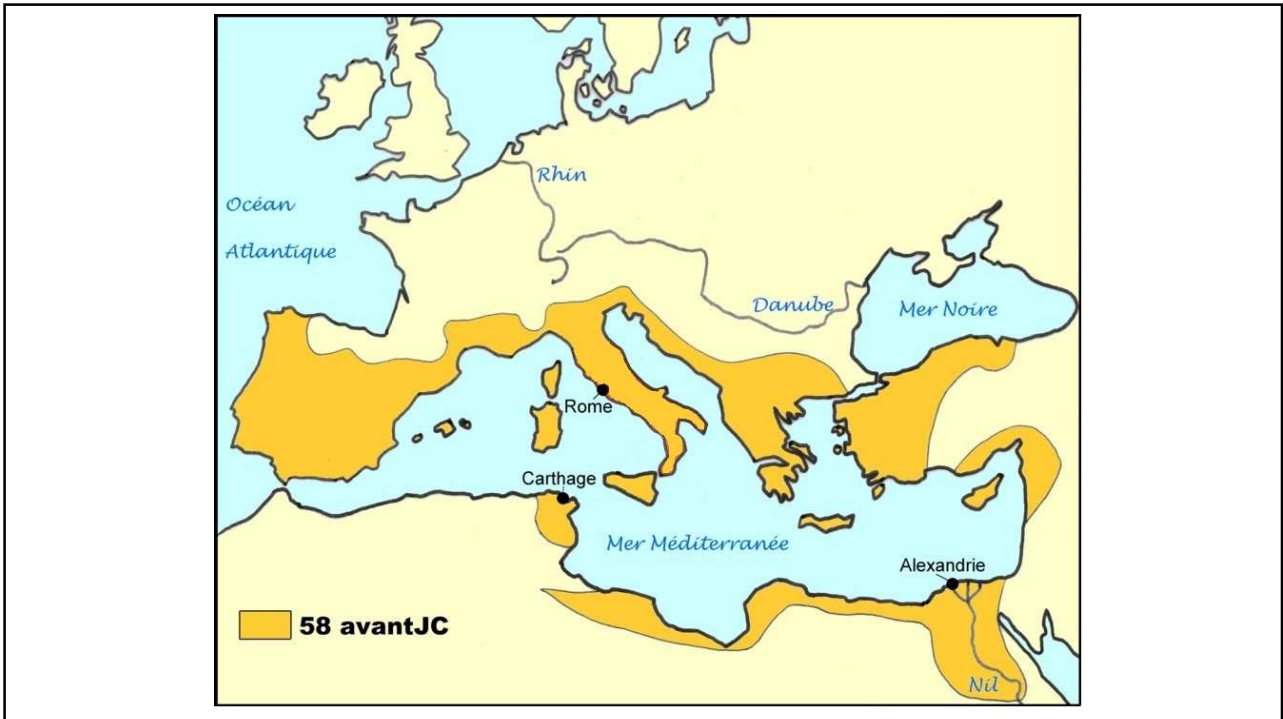 Rhin
Océan
Atlantique
Danube
Mer Noire
Rome
Carthage
Mer Méditerranée
Alexandrie
58 avantJC
Nil